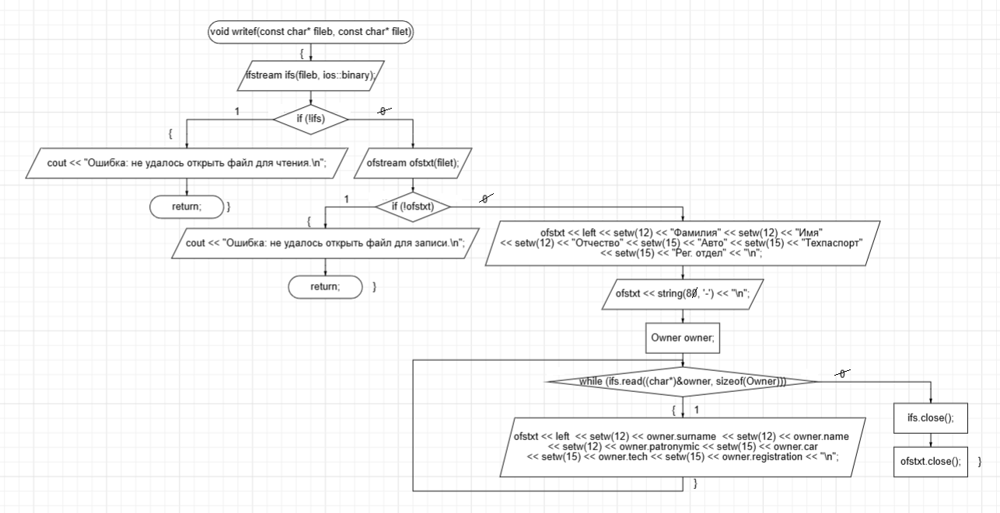 void writef(const char* fileb, const char* filet)
{
ifstream ifs(fileb, ios::binary);
if (!ifs)
1
0
{
cout << "Ошибка: не удалось открыть файл для чтения.\n";
return;
}
ofstream ofstxt(filet);
if (!ofstxt)
1
0
{
cout << "Ошибка: не удалось открыть файл для записи.\n";
return;
}
ofstxt << left << setw(12) << "Фамилия" << setw(12) << "Имя"
<< setw(12) << "Отчество" << setw(15) << "Авто" << setw(15) << "Техпаспорт"
<< setw(15) << "Рег. отдел" << "\n";
ofstxt << string(80, '-') << "\n";
Owner owner;
while (ifs.read((char*)&owner, sizeof(Owner)))
0
{ 1
ofstxt << left << setw(12) << owner.surname << setw(12) << owner.name
<< setw(12) << owner.patronymic << setw(15) << owner.car
<< setw(15) << owner.tech << setw(15) << owner.registration << "\n";
}
ifs.close();
ofstxt.close();
}